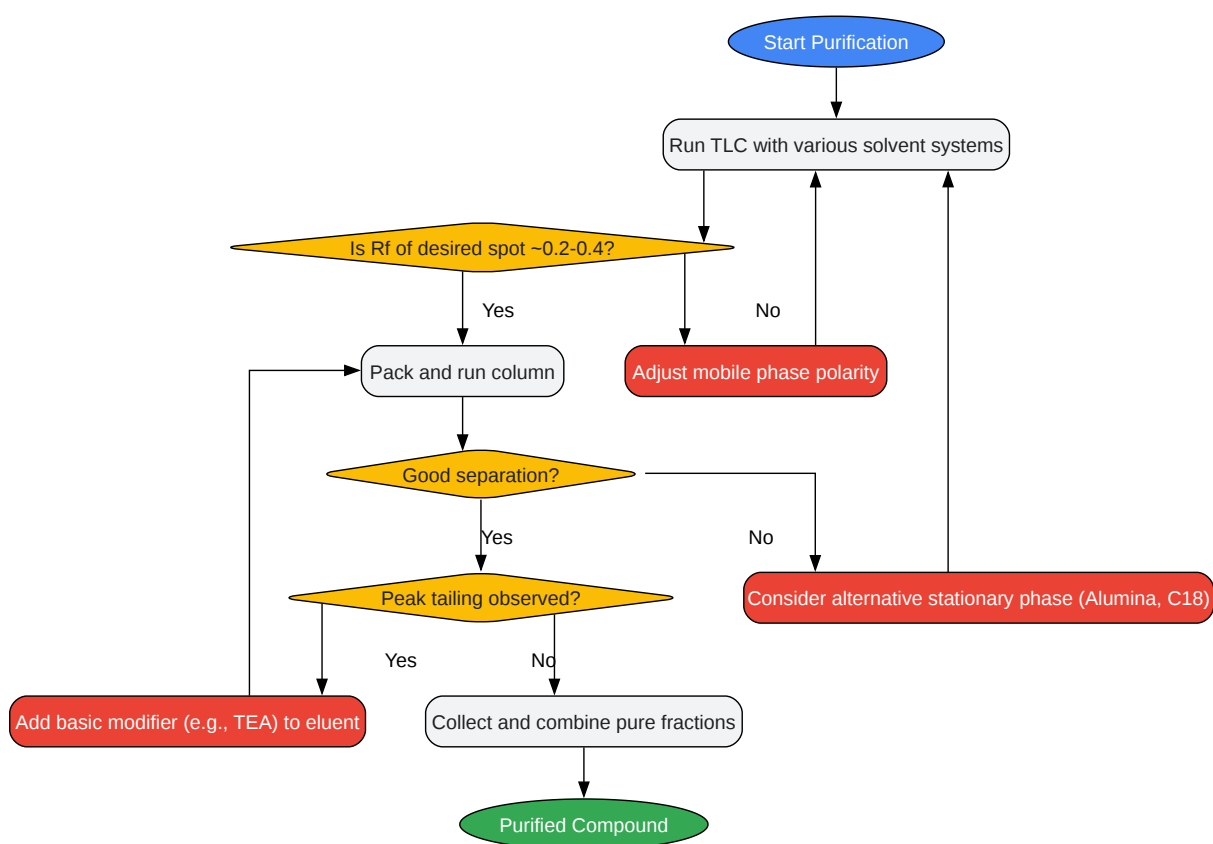 Start Purification
Run TLC with various solvent systems
Is Rf of desired spot ~0.2-0.4?
Yes
No
Pack and run column
Adjust mobile phase polarity
Good separation?
Yes
No
Peak tailing observed?
Consider alternative stationary phase (Alumina, C18)
Yes
No
Add basic modifier (e.g., TEA) to eluent
Collect and combine pure fractions
Purified Compound